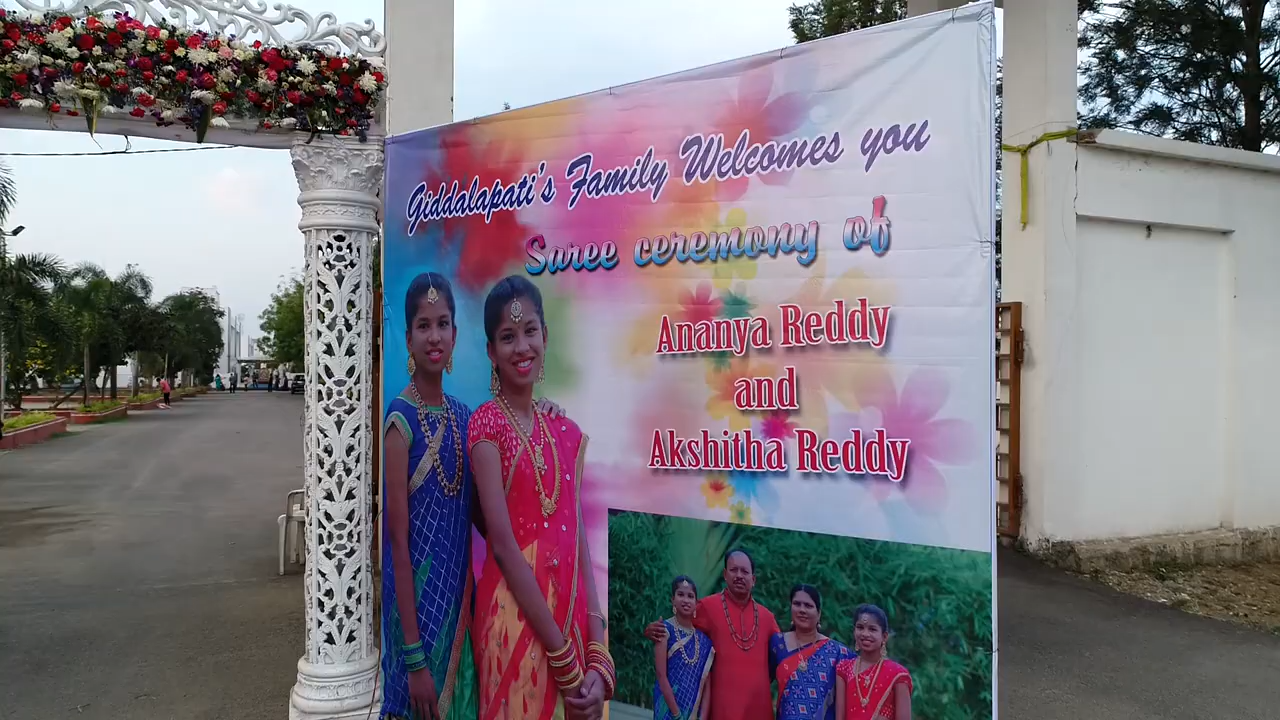 Giddalapati's Family Welcomes you
Saree ceremony of
Ananya Reddy
and
Akshitha Reddy